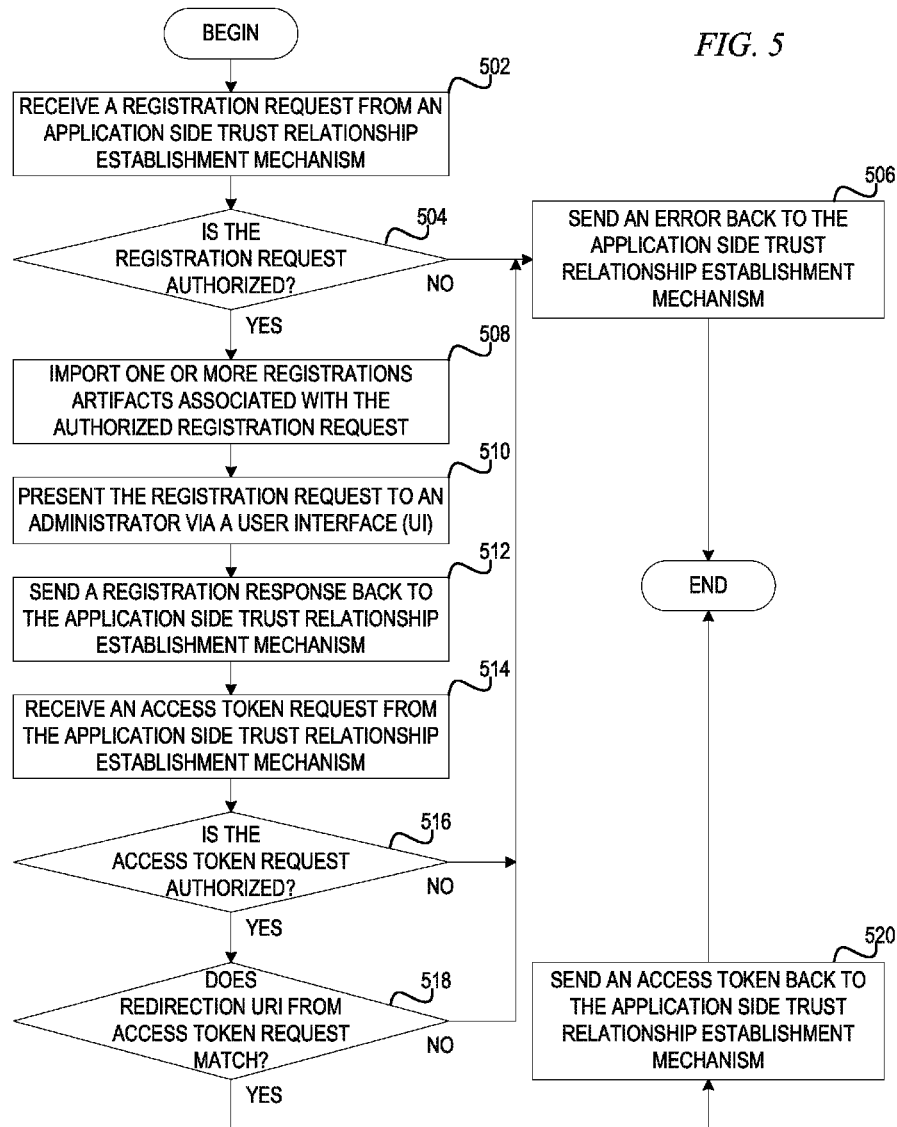 BEGIN
FIG. 5
502
RECEIVE A REGISTRATION REQUEST FROM AN
APPLICATION SIDE TRUST RELATIONSHIP
ESTABLISHMENT MECHANISM
504
IS THE
REGISTRATION REQUEST
AUTHORIZED?
NO
YES
506
SEND AN ERROR BACK TO THE
APPLICATION SIDE TRUST
RELATIONSHIP ESTABLISHMENT
MECHANISM
508
IMPORT ONE OR MORE REGISTRATIONS
ARTIFACTS ASSOCIATED WITH THE
AUTHORIZED REGISTRATION REQUEST
510
PRESENT THE REGISTRATION REQUEST TO AN
ADMINISTRATOR VIA A USER INTERFACE (UI)
512
SEND A REGISTRATION RESPONSE BACK TO
THE APPLICATION SIDE TRUST RELATIONSHIP
ESTABLISHMENT MECHANISM
END
514
RECEIVE AN ACCESS TOKEN REQUEST FROM
THE APPLICATION SIDE TRUST RELATIONSHIP
ESTABLISHMENT MECHANISM
516
IS THE
ACCESS TOKEN REQUEST
AUTHORIZED?
NO
YES
518
DOES
REDIRECTION URI FROM
ACCESS TOKEN REQUEST
MATCH?
NO
YES
520
SEND AN ACCESS TOKEN BACK TO
THE APPLICATION SIDE TRUST
RELATIONSHIP ESTABLISHMENT
MECHANISM